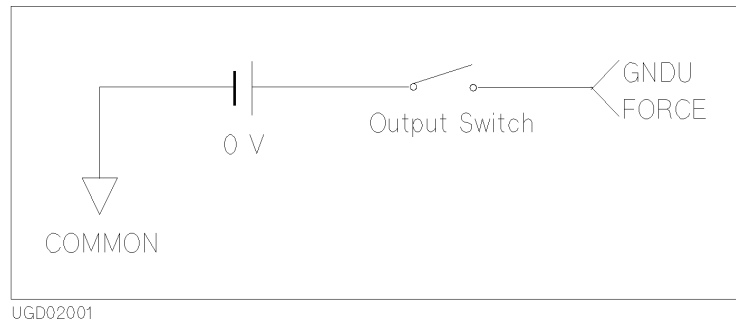 GNDU
FORCE
Output Switch
0 V
COMMON
UGD02001